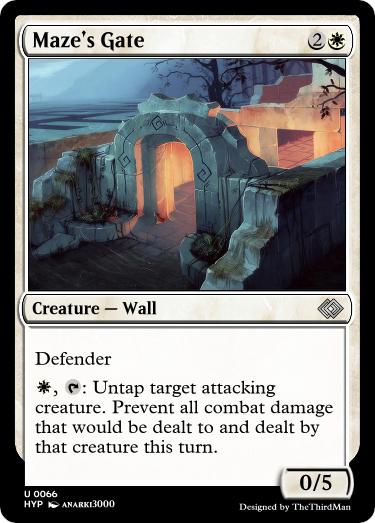 Maze's Gate 2
Creature — Wall
Defender
, : Untap target attacking
creature. Prevent all combat damage
that would be dealt to and dealt by
that creature this turn.
0/5
U 0066
HYP ANARKI3000
Designed by TheThirdMan